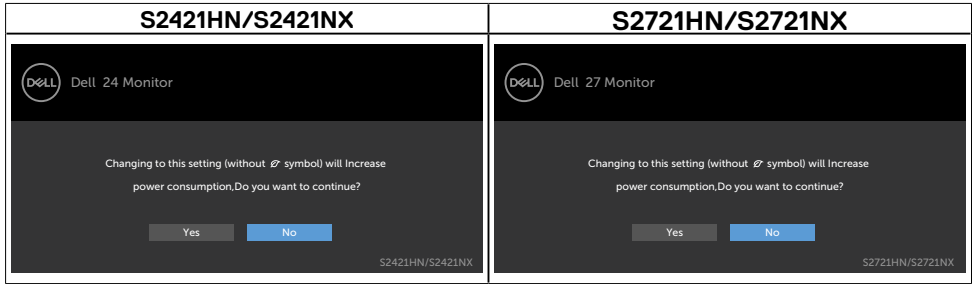 S2421HN/S2421NX
DELL
Dell 24 Monitor
Changing to this setting (without symbol) will Increase
power consumption,Do you want to continue?
Yes No
S2421HN/S2421NX
S2721HN/S2721NX
DELL
Dell 27 Monitor
Changing to this setting (without symbol) will Increase
power consumption,Do you want to continue?
Yes No
S2721HN/S2721NX